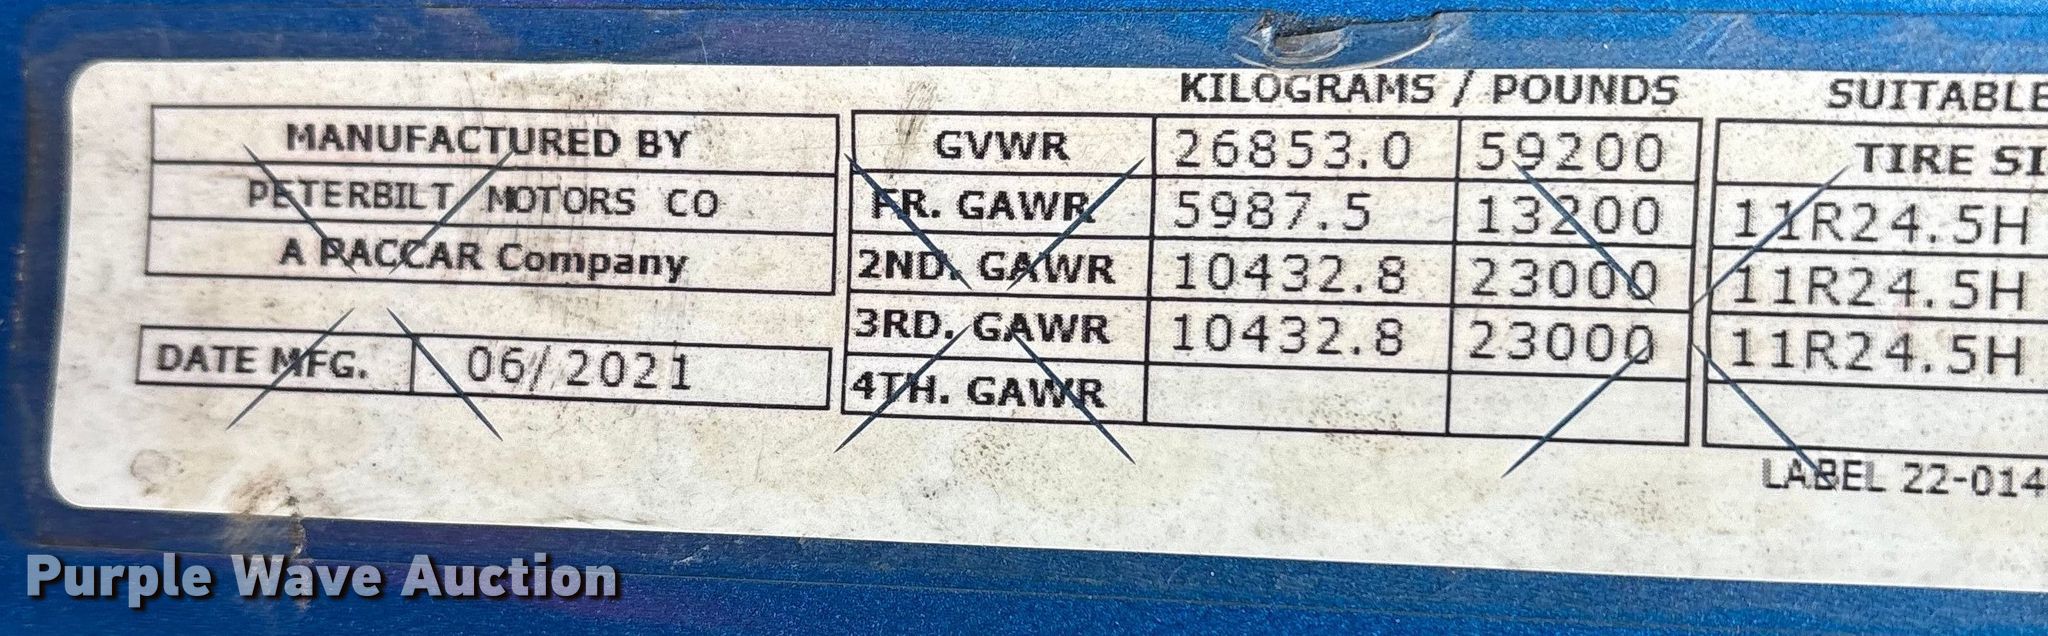 KILOGRAMS / POUNDS SUITABLE
MANUFACTURED BY
PETERBILT MOTORS CO
A PACCAR Company
DATE MFG. 06/2021
GVWR 26853.0 59200 TIRE SI
FR. GAWR 5987.5 13200 11R24.5H
2ND. GAWR 10432.8 23000 11R24.5H
3RD. GAWR 10432.8 23000 11R24.5H
4TH. GAWR
LABEL 22-014
Purple Wave Auction